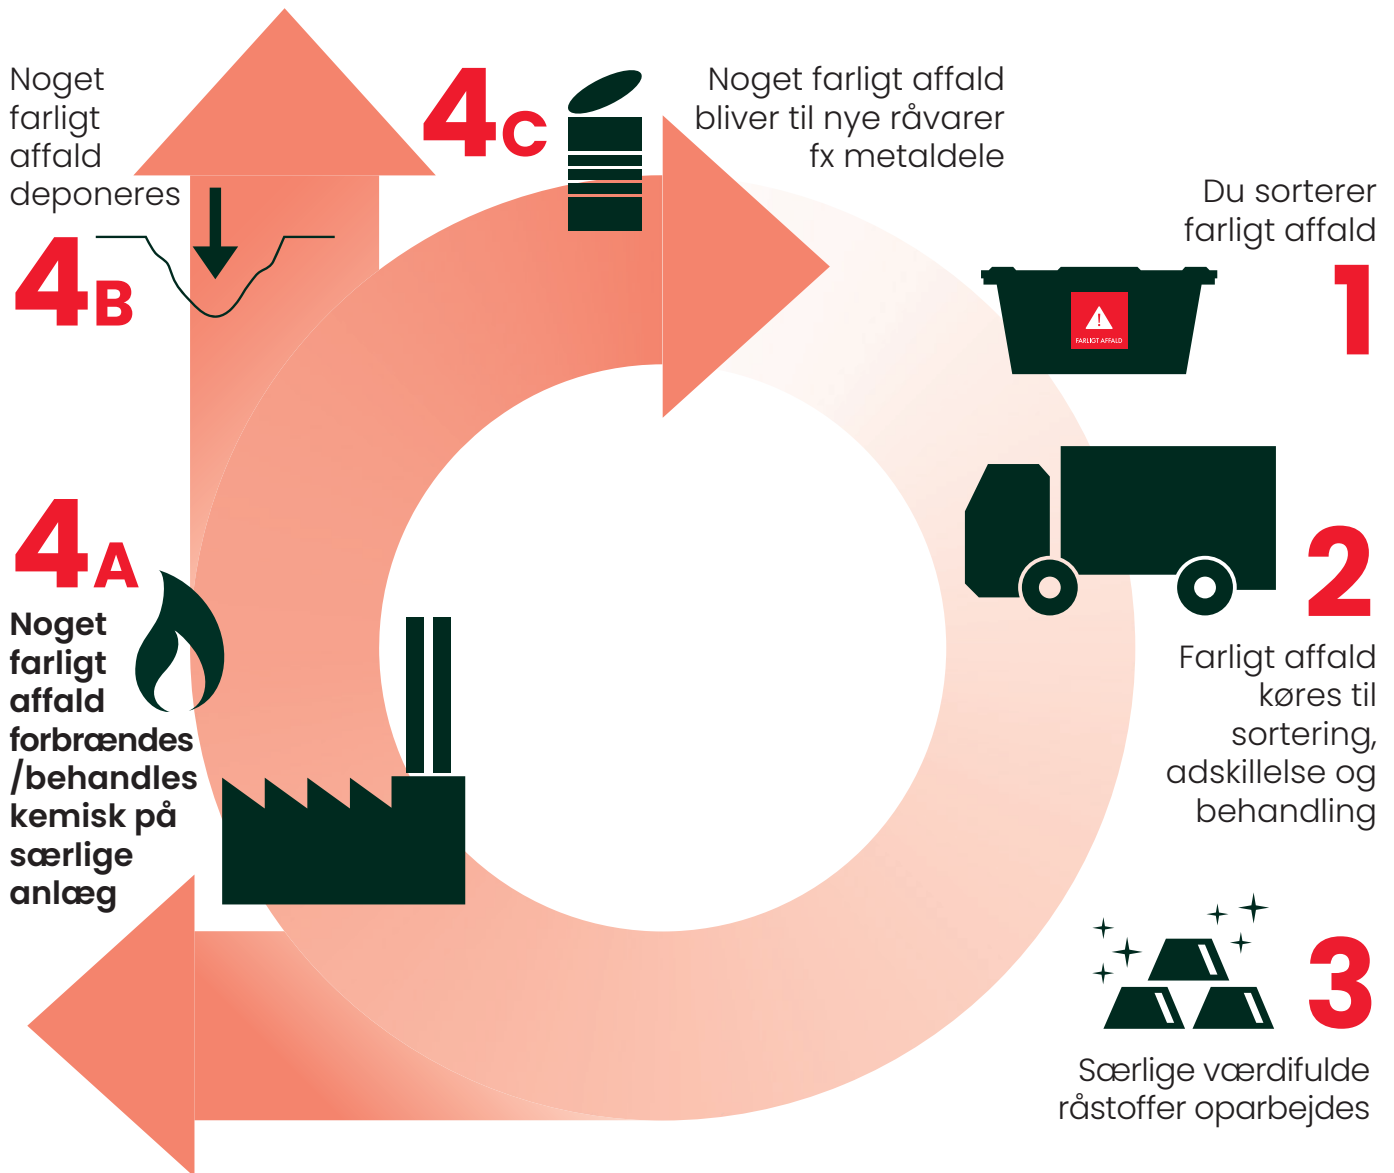 Du sorterer
farligt affald
1
FARLIGT AFFALD
2
Farligt affald
køres til
sortering,
adskillelse og
behandling
3
Særlige værdifulde
råstoffer oparbejdes
4A
Noget
farligt
affald
forbrændes
/behandles
kemisk på
særlige
anlæg
Noget
farligt
affald
deponeres
4B
4C
Noget farligt affald
bliver til nye råvarer
fx metaldele